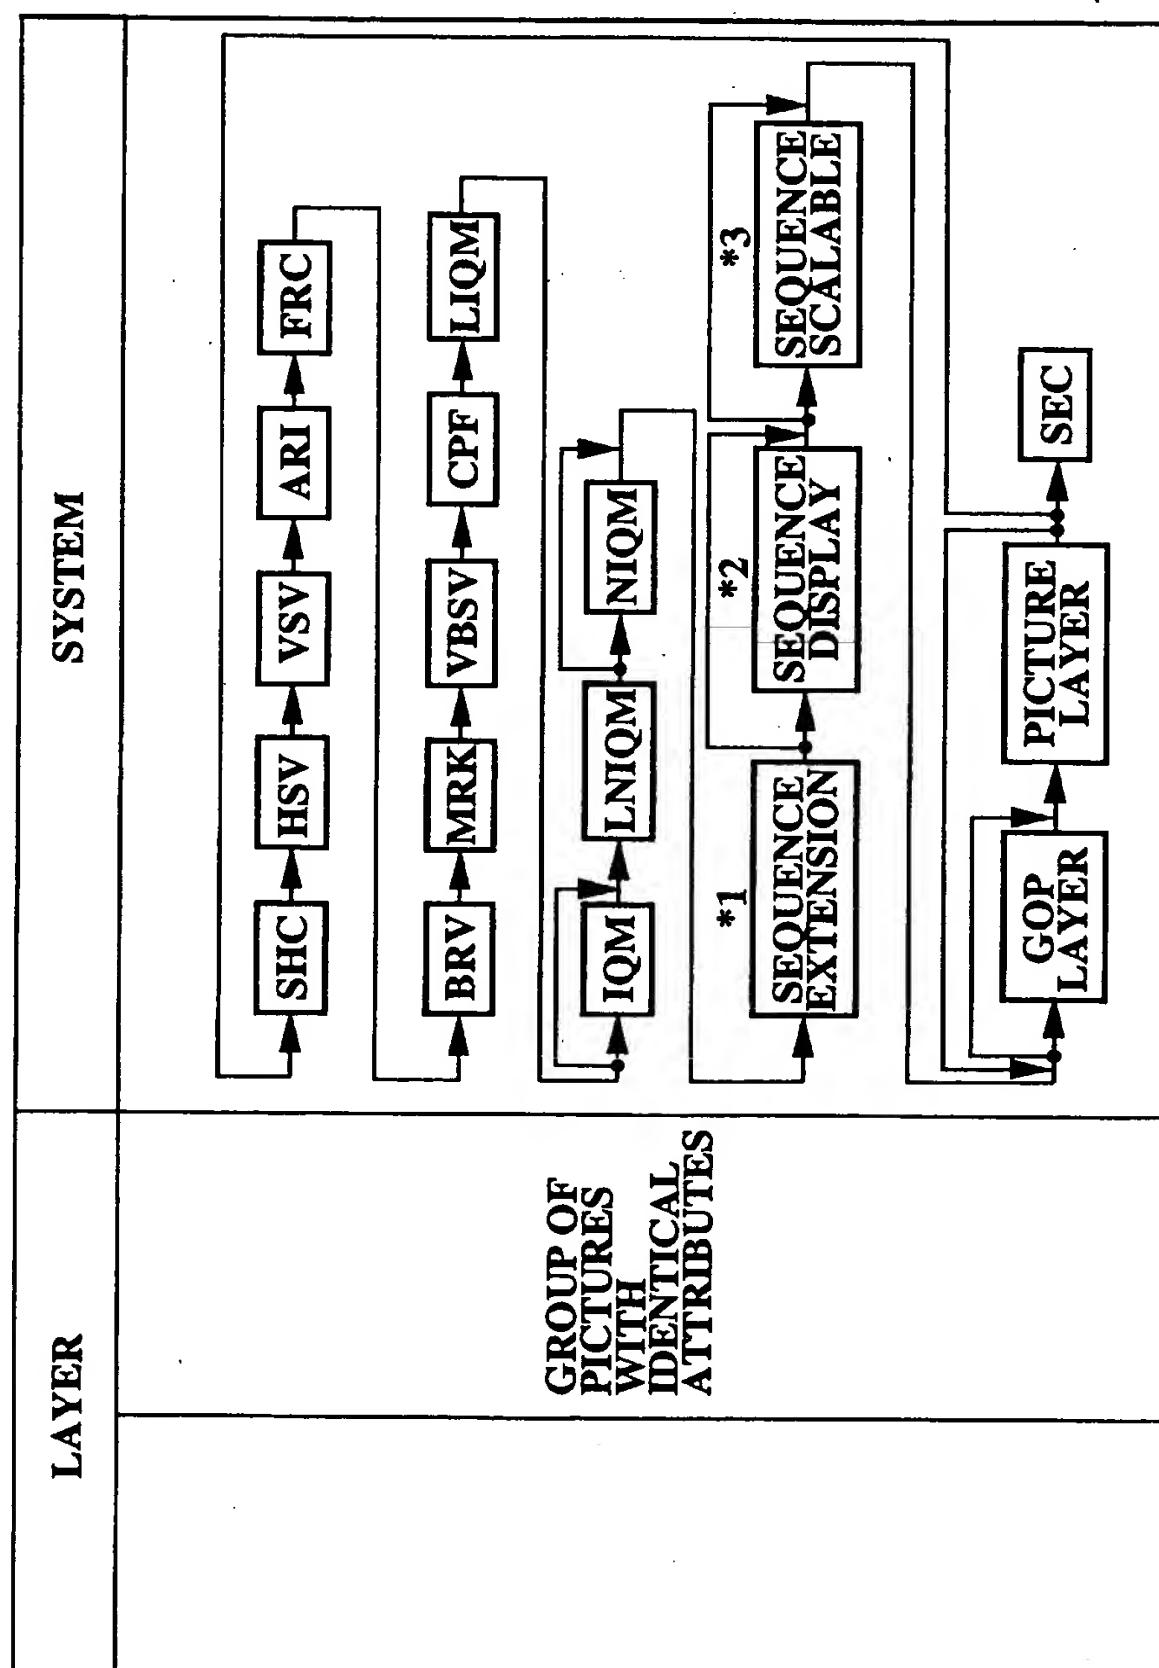 LAYER
SYSTEM
GROUP OF
PICTURES
WITH
IDENTICAL
ATTRIBUTES
SHC
HSV
VSV
ARI
FRC
BRV
MRK
VBSV
CPF
LIQM
IQM
LNIQM
NIQM
*1
SEQUENCE
EXTENSION
*2
SEQUENCE
DISPLAY
*3
SEQUENCE
SCALABLE
GOP
LAYER
PICTURE
LAYER
SEC